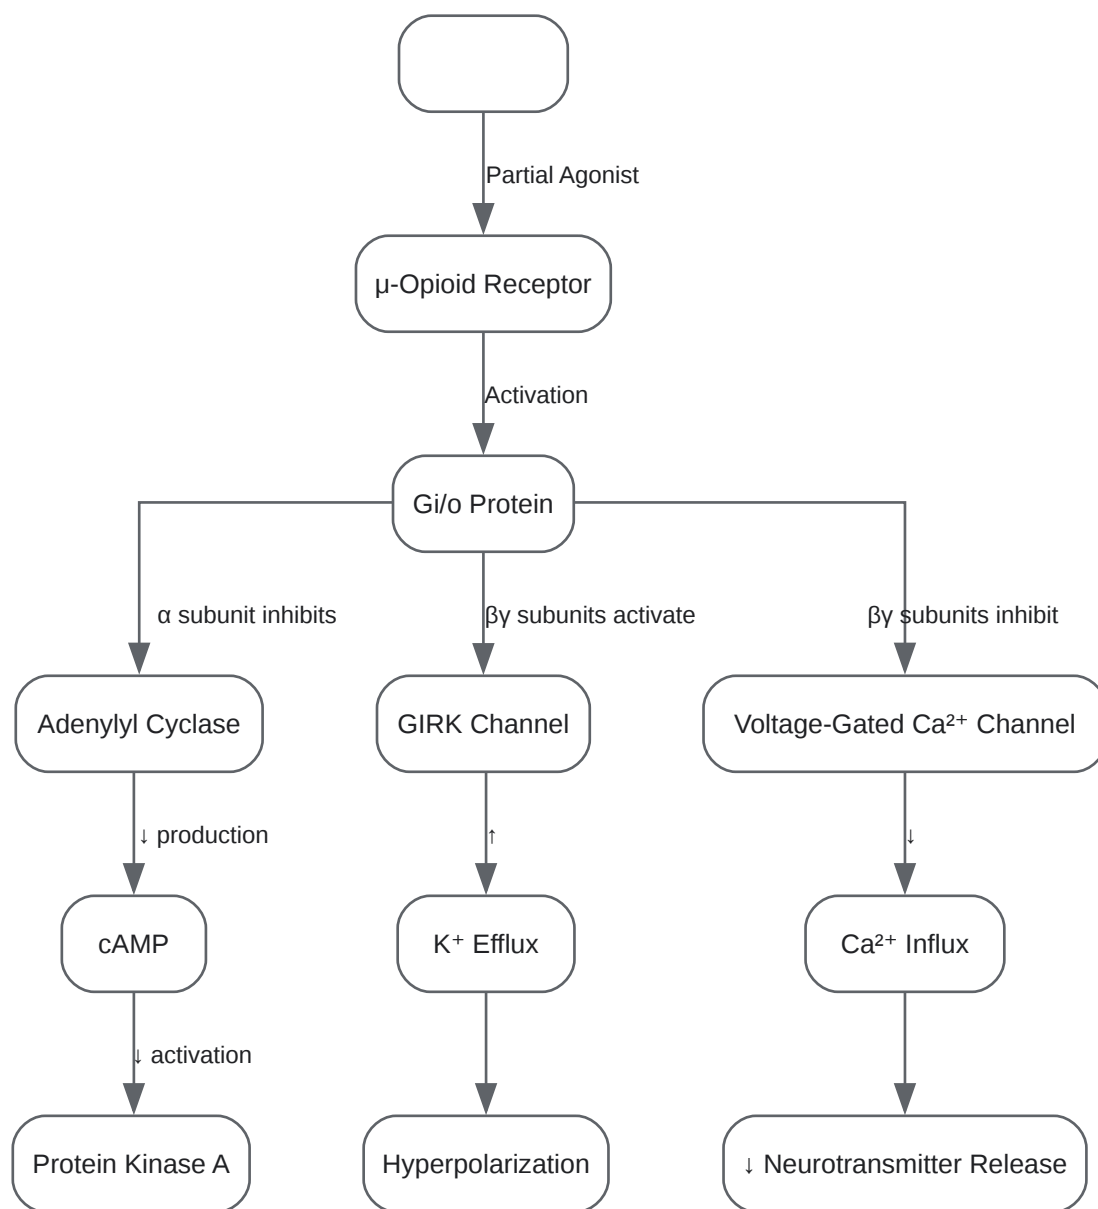 Partial Agonist
μ-Opioid Receptor
Activation
Gi/o Protein
α subunit inhibits
βγ subunits activate
βγ subunits inhibit
Adenylyl Cyclase
GIRK Channel
Voltage-Gated Ca²⁺ Channel
↓ production
↑
↓
cAMP
K⁺ Efflux
Ca²⁺ Influx
↓ activation
Protein Kinase A
Hyperpolarization
↓ Neurotransmitter Release